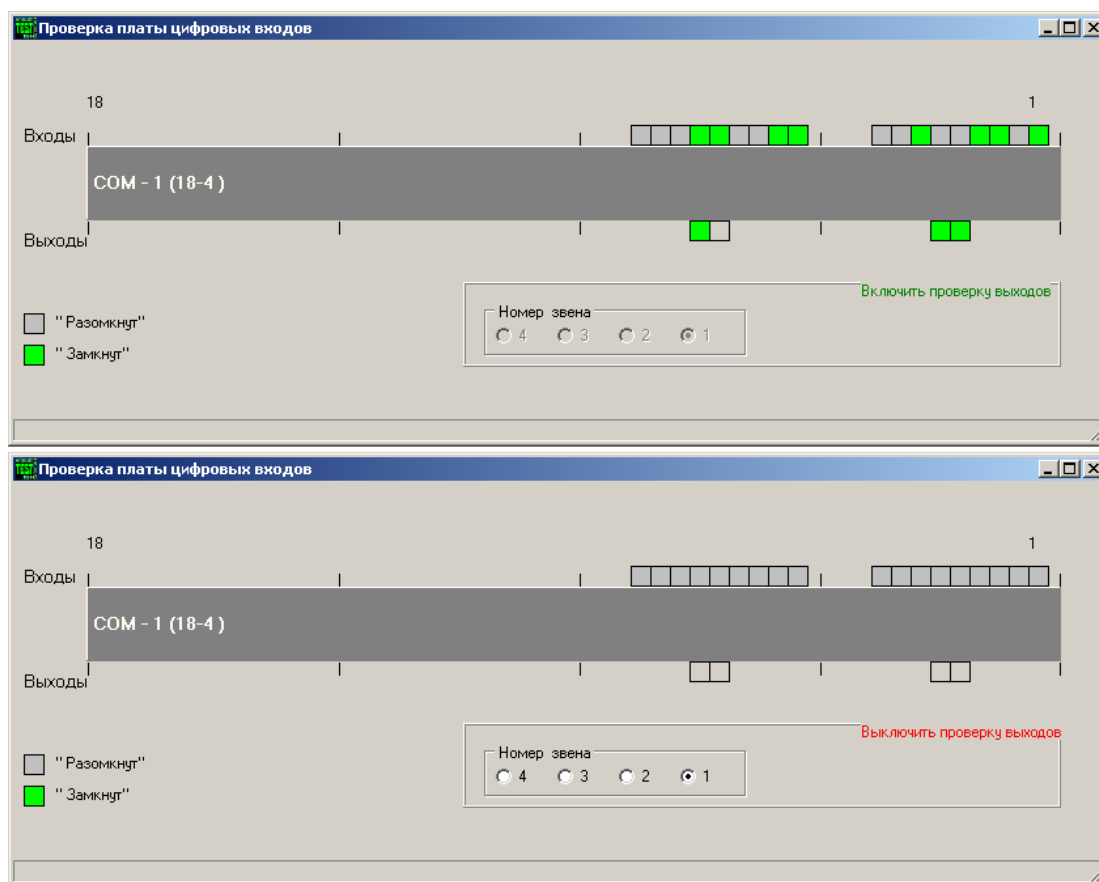 TEST
Проверка платы цифровых входов
18 1
Входы
COM - 1 (18-4 )
Выходы
Включить проверку выходов
"Разомкнут"
"Замкнут"
Номер звена
4 3 2 1
TEST
Проверка платы цифровых входов
18 1
Входы
COM - 1 (18-4 )
Выходы
Выключить проверку выходов
"Разомкнут"
"Замкнут"
Номер звена
4 3 2 1